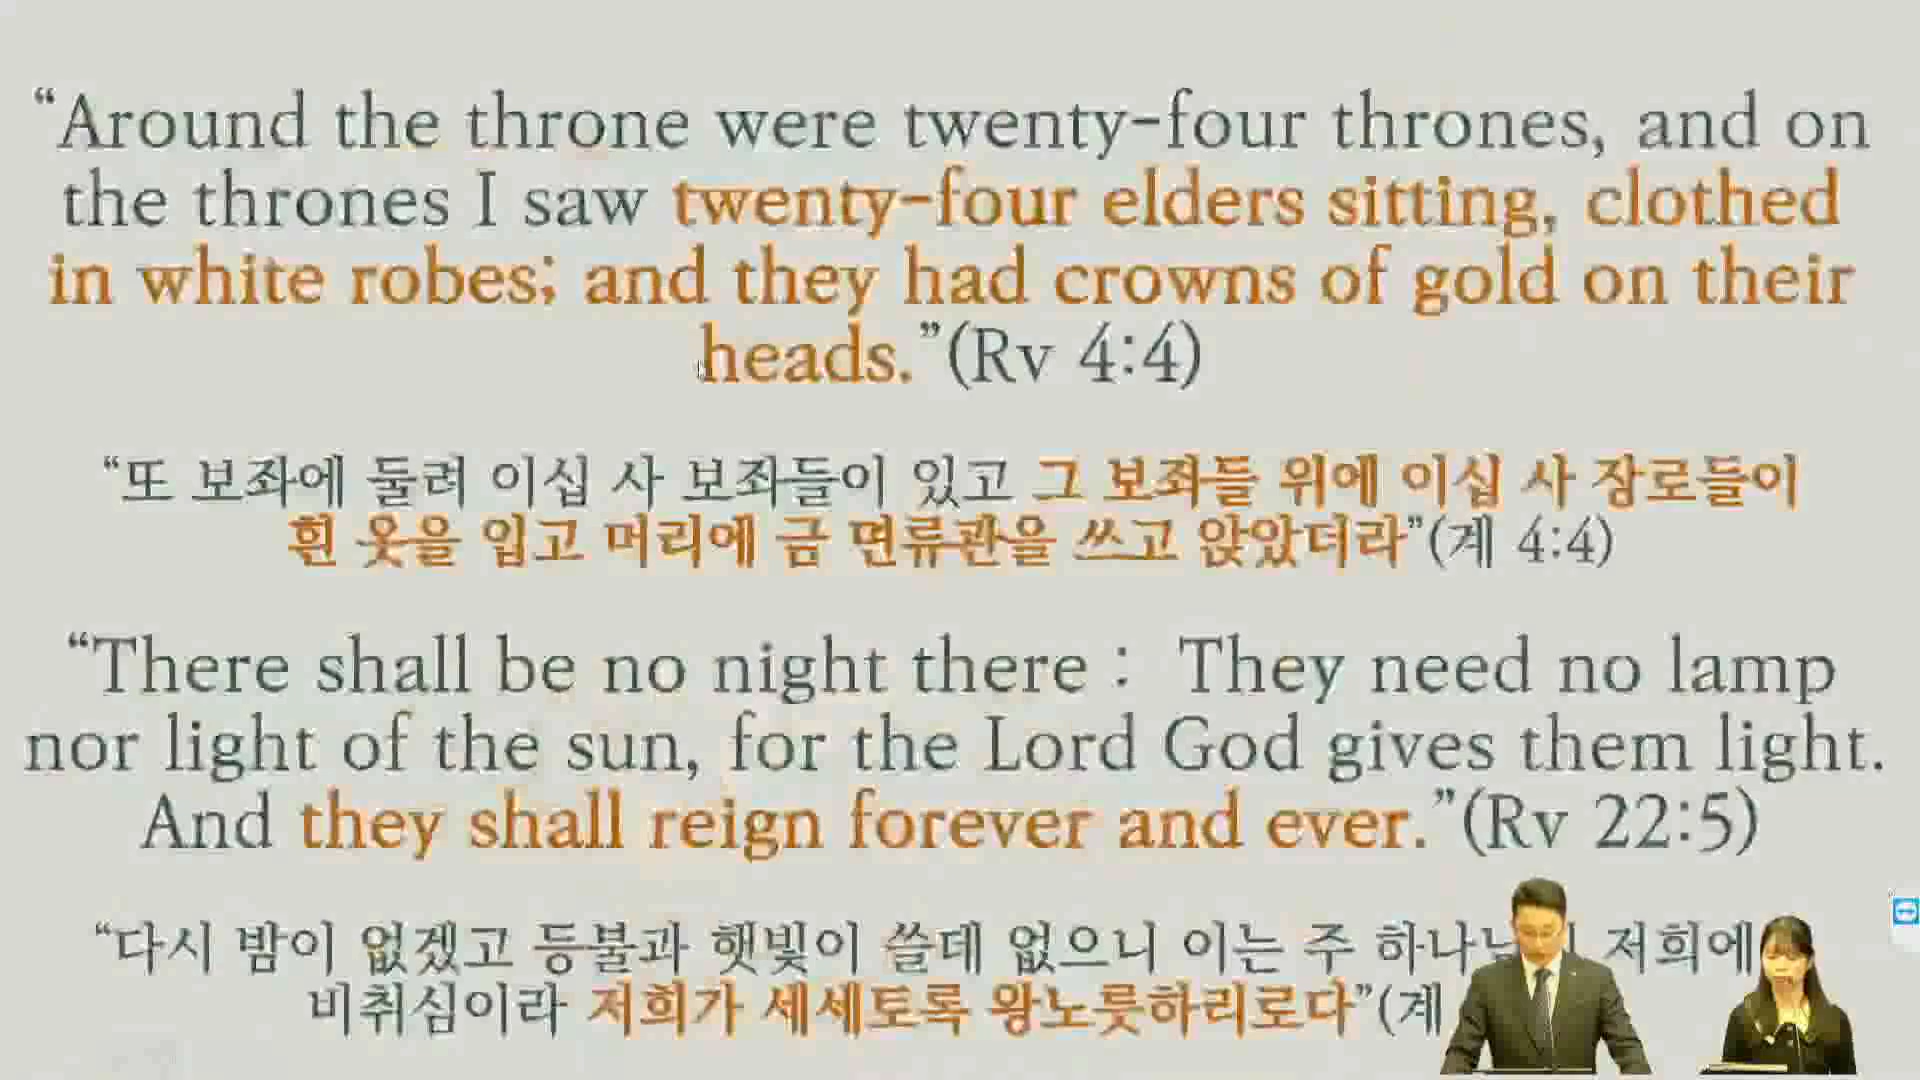 “Around the throne were twenty-four thrones, and on
the thrones I saw twenty-four elders sitting, clothed
in white robes; and they had crowns of gold on their
heads.”(Rv 4:4)
“또 보좌에 둘려 이십 사 보좌들이 있고 그 보좌들 위에 이십 사 장로들이
흰 옷을 입고 머리에 금 면류관을 쓰고 앉았더라”(계 4:4)
“There shall be no night there : They need no lamp
nor light of the sun, for the Lord God gives them light.
And they shall reign forever and ever.”(Rv 22:5)
“다시 밤이 없겠고 등불과 햇빛이 쓸데 없으니 이는 주 저희에
비취심이라 저희가 세세토록 왕노릇하리로다”(계